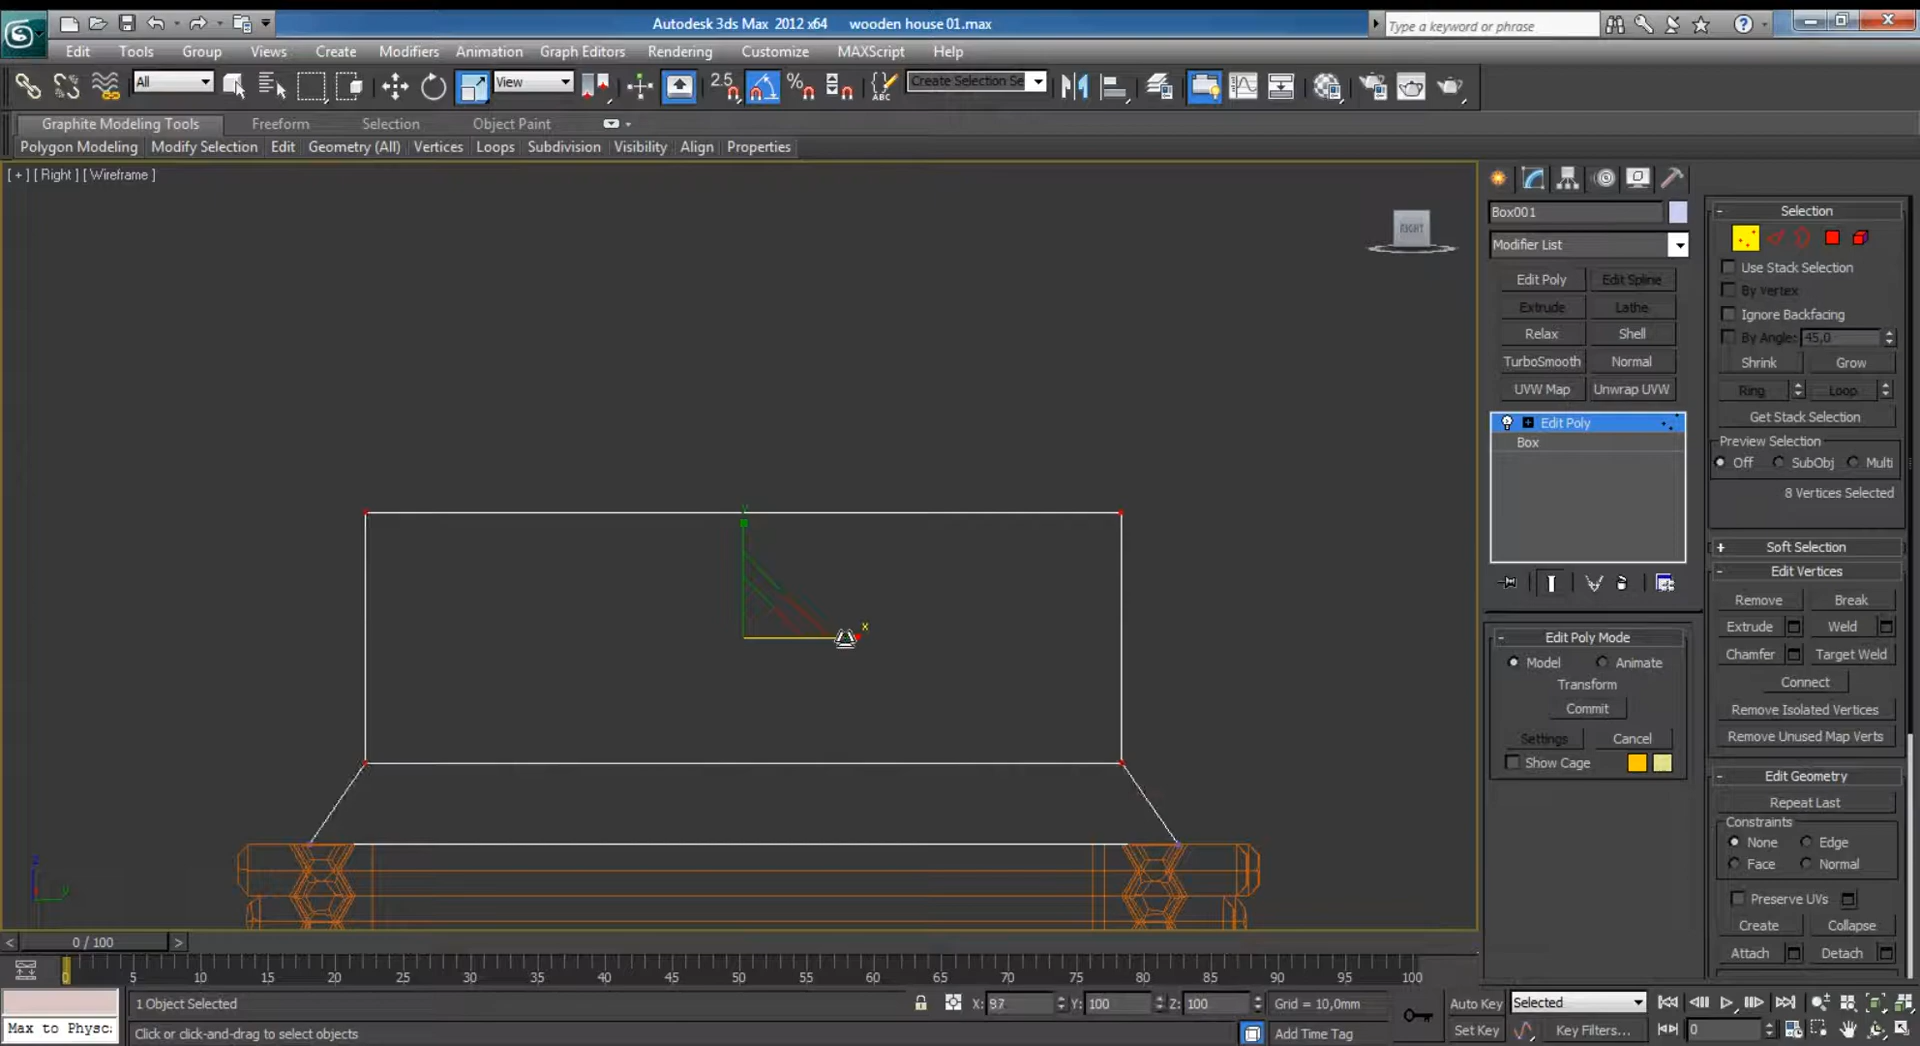 Autodesk 3ds Max 2012 x64 wooden house 01.max
Type a keyword or phrase
Edit Tools Group Views Create Modifiers Animation Graph Editors Rendering Customize MAXScript Help
All
View
2.5
%
ABC
Create Selection Se
Graphite Modeling Tools Freeform Selection Object Paint
Polygon Modeling Modify Selection Edit Geometry (All) Vertices Loops Subdivision Visibility Align Properties
[ + ] [ Right ] [ Wireframe ]
RIGHT
x
z
y
Box001
Modifier List
Edit Poly Edit Spline
Extrude Lathe
Relax Shell
TurboSmooth Normal
UVW Map Unwrap UVW
Edit Poly
Box
Edit Poly Mode
Model Animate
Transform
Commit
Settings Cancel
Show Cage
Selection
Use Stack Selection
By Vertex
Ignore Backfacing
By Angle: 45,0
Shrink Grow
Ring Loop
Get Stack Selection
Preview Selection
Off SubObj Multi
8 Vertices Selected
+ Soft Selection
- Edit Vertices
Remove Break
Extrude Weld
Chamfer Target Weld
Connect
Remove Isolated Vertices
Remove Unused Map Verts
- Edit Geometry
Repeat Last
Constraints
None Edge
Face Normal
Preserve UVs
Create Collapse
Attach Detach
< 0 / 100 >
0 5 10 15 20 25 30 35 40 45 50 55 60 65 70 75 80 85 90 95 100
1 Object Selected
X: 97 Y: 100 Z: 100 Grid = 10,0mm
Auto Key Selected
Max to Physc:
Click or click-and-drag to select objects
Add Time Tag
Set Key Key Filters... 0